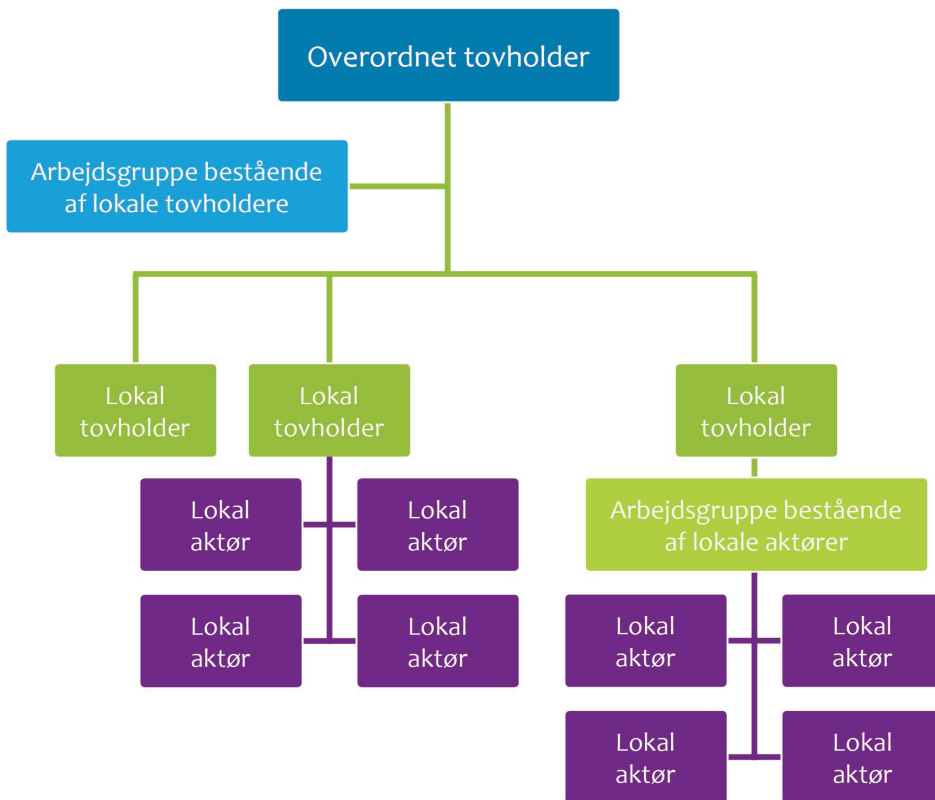 Overordnet tovholder
Arbejdsgruppe bestående
af lokale tovholdere
Lokal
tovholder
Lokal
tovholder
Lokal
tovholder
Lokal
aktør
Lokal
aktør
Lokal
aktør
Lokal
aktør
Arbejdsgruppe bestående
af lokale aktører
Lokal
aktør
Lokal
aktør
Lokal
aktør
Lokal
aktør